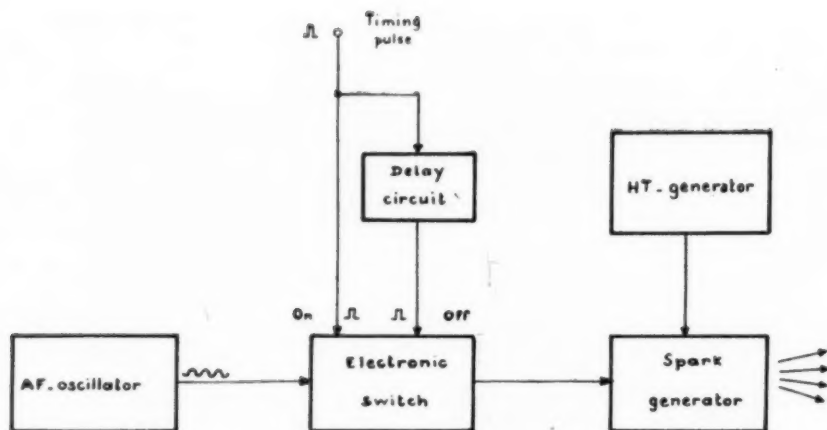 Timing
pulse
Delay
circuit
HT-generator
On
Off
AF.oscillator
Electronic
switch
Spark
generator